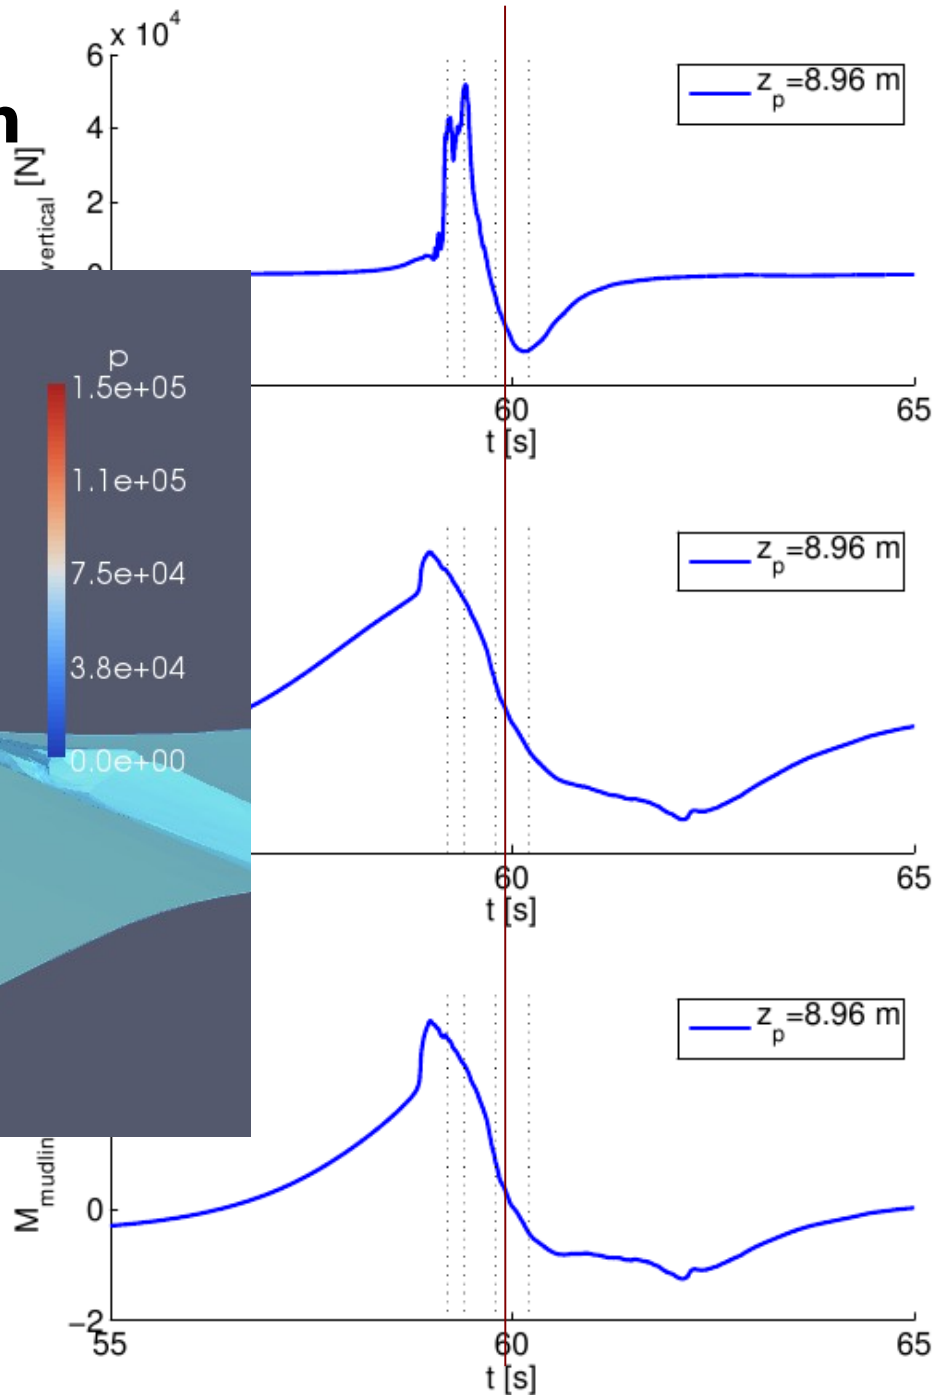 x 10⁴
6
z_p=8.96 m
n
4
[N]
2
vertical
p
1.5e+05
1.1e+05
7.5e+04
3.8e+04
0.0e+00
60
65
t [s]
z_p=8.96 m
60
65
t [s]
z_p=8.96 m
M_mudlin
0
−2
55
60
65
t [s]